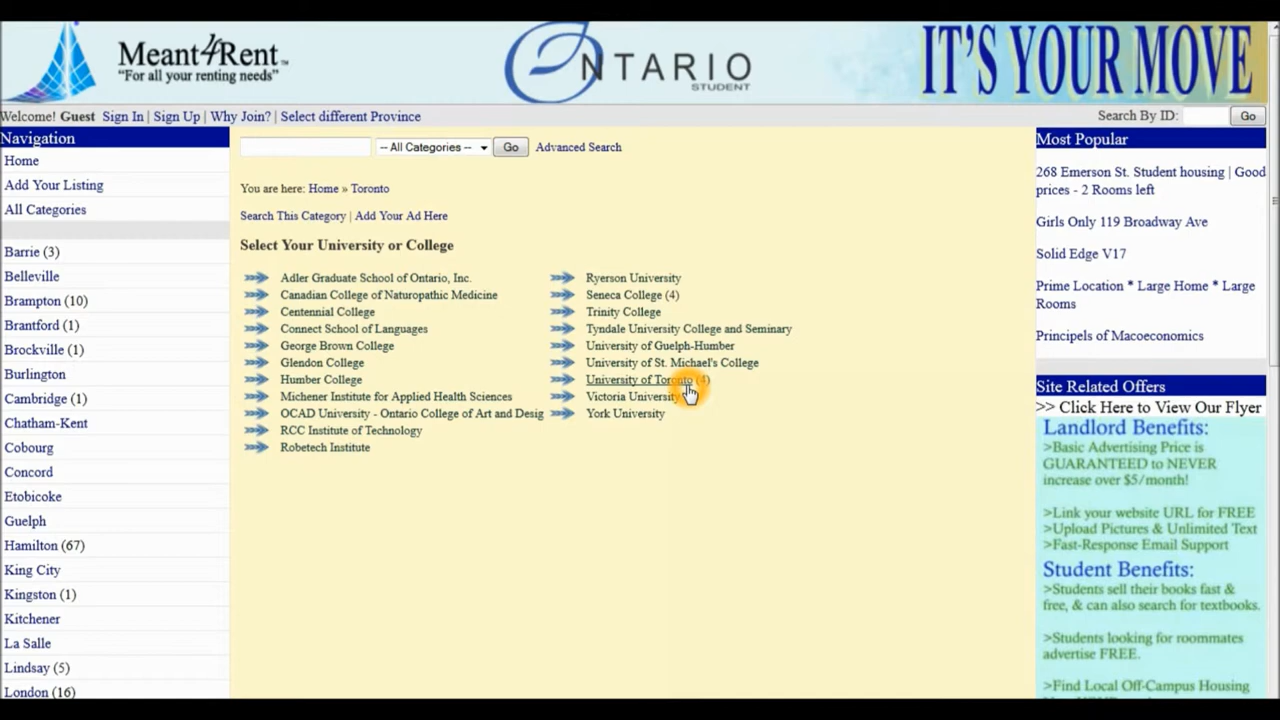 Meant4Rent™
"For all your renting needs"
ONTARIO
STUDENT
IT'S YOUR MOVE
Welcome! Guest Sign In | Sign Up | Why Join? | Select different Province
Search By ID: Go
Navigation
Home
Add Your Listing
All Categories
Barrie (3)
Belleville
Brampton (10)
Brantford (1)
Brockville (1)
Burlington
Cambridge (1)
Chatham-Kent
Cobourg
Concord
Etobicoke
Guelph
Hamilton (67)
King City
Kingston (1)
Kitchener
La Salle
Lindsay (5)
London (16)
-- All Categories -- Go Advanced Search
You are here: Home » Toronto
Search This Category | Add Your Ad Here
Select Your University or College
Adler Graduate School of Ontario, Inc.
Canadian College of Naturopathic Medicine
Centennial College
Connect School of Languages
George Brown College
Glendon College
Humber College
Michener Institute for Applied Health Sciences
OCAD University - Ontario College of Art and Desig
RCC Institute of Technology
Robetech Institute
Ryerson University
Seneca College (4)
Trinity College
Tyndale University College and Seminary
University of Guelph-Humber
University of St. Michael's College
University of Toronto (4)
Victoria University
York University
Most Popular
268 Emerson St. Student housing | Good
prices - 2 Rooms left
Girls Only 119 Broadway Ave
Solid Edge V17
Prime Location * Large Home * Large
Rooms
Principels of Macoeconomics
Site Related Offers
>> Click Here to View Our Flyer
Landlord Benefits:
>Basic Advertising Price is
GUARANTEED to NEVER
increase over $5/month!
>Link your website URL for FREE
>Upload Pictures & Unlimited Text
>Fast-Response Email Support
Student Benefits:
>Students sell their books fast &
free, & can also search for textbooks.
>Students looking for roommates
advertise FREE.
>Find Local Off-Campus Housing